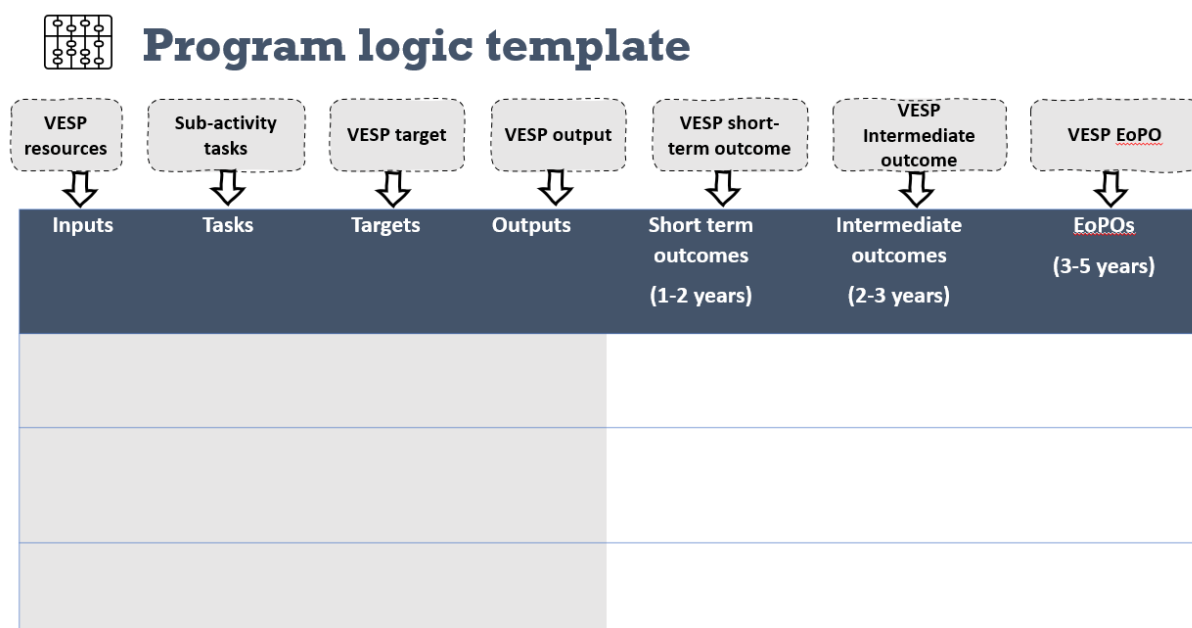 Program logic template
VESP
resources
Sub-activity
tasks
VESP target
VESP output
VESP short-
term outcome
VESP
Intermediate
outcome
VESP EoPO
Inputs
Tasks
Targets
Outputs
Short term
outcomes
(1-2 years)
Intermediate
outcomes
(2-3 years)
EoPOs
(3-5 years)